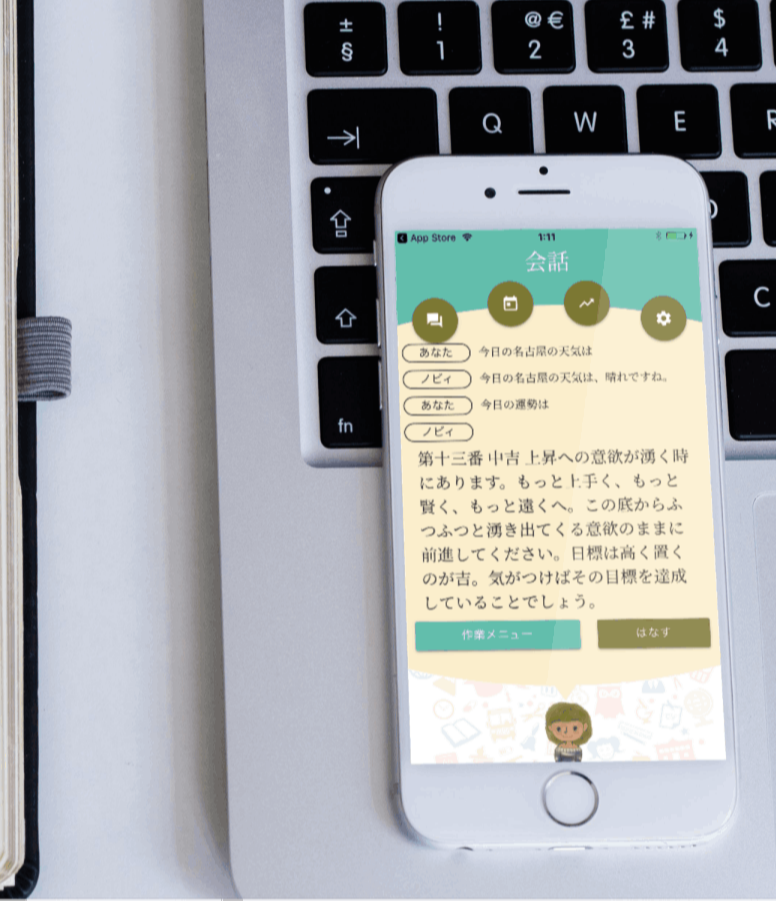 ± ! @ € £ # $
§ 1 2 3 4
Q W E R
C
fn
App Store 1:11
会話
あなた 今日の名古屋の天気は
ノビィ 今日の名古屋の天気は、晴れですね。
あなた 今日の運勢は
ノビィ
第十三番 中吉 上昇への意欲が湧く時
にあります。もっと上手く、もっと
賢く、もっと遠くへ。この底からふ
つふつと湧き出てくる意欲のままに
前進してください。目標は高く置く
のが吉。気がつけばその目標を達成
していることでしょう。
作業メニュー はなす